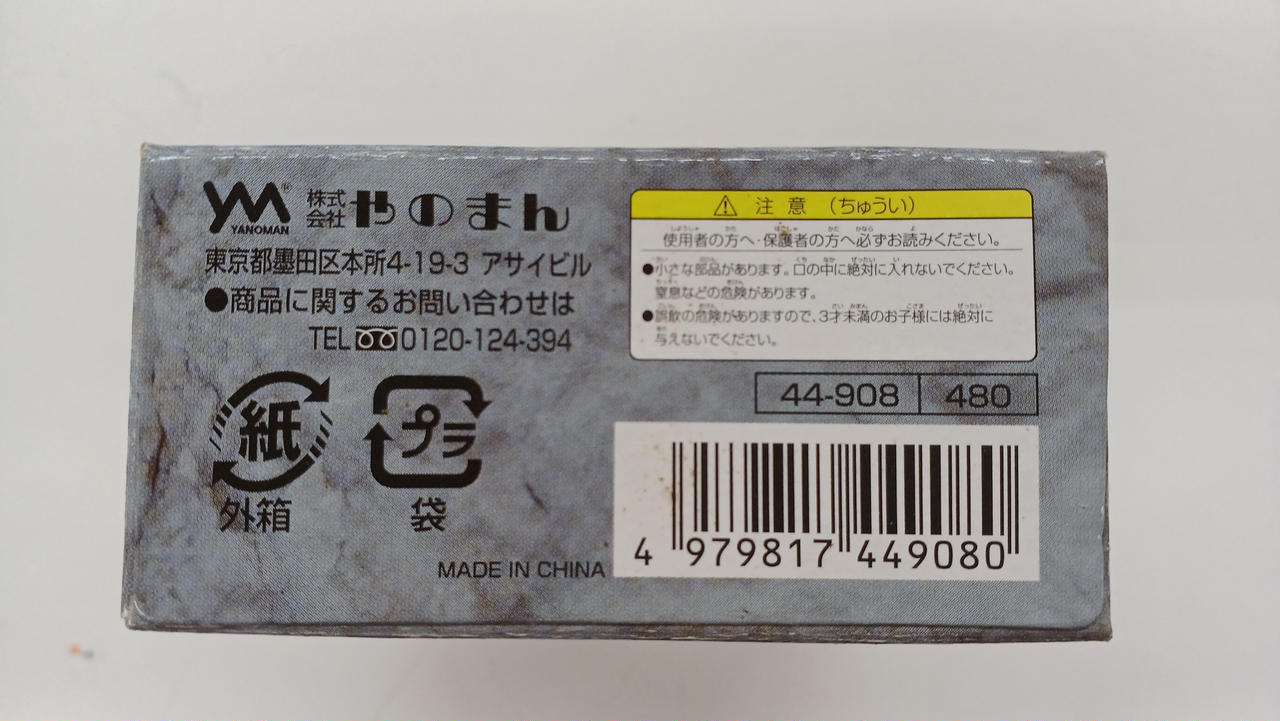 YM®
YANOMAN
株式会社 やのまん
東京都墨田区本所4-19-3 アサイビル
●商品に関するお問い合わせは
TEL 0120-124-394
紙
外箱
プラ
袋
MADE IN CHINA
⚠ 注意 (ちゅうい)
使用者の方へ・保護者の方へ必ずお読みください。
●小さな部品があります。口の中に絶対に入れないでください。
窒息などの危険があります。
●誤飲の危険がありますので、3才未満のお子様には絶対に
与えないでください。
44-908 480
4 979817 449080